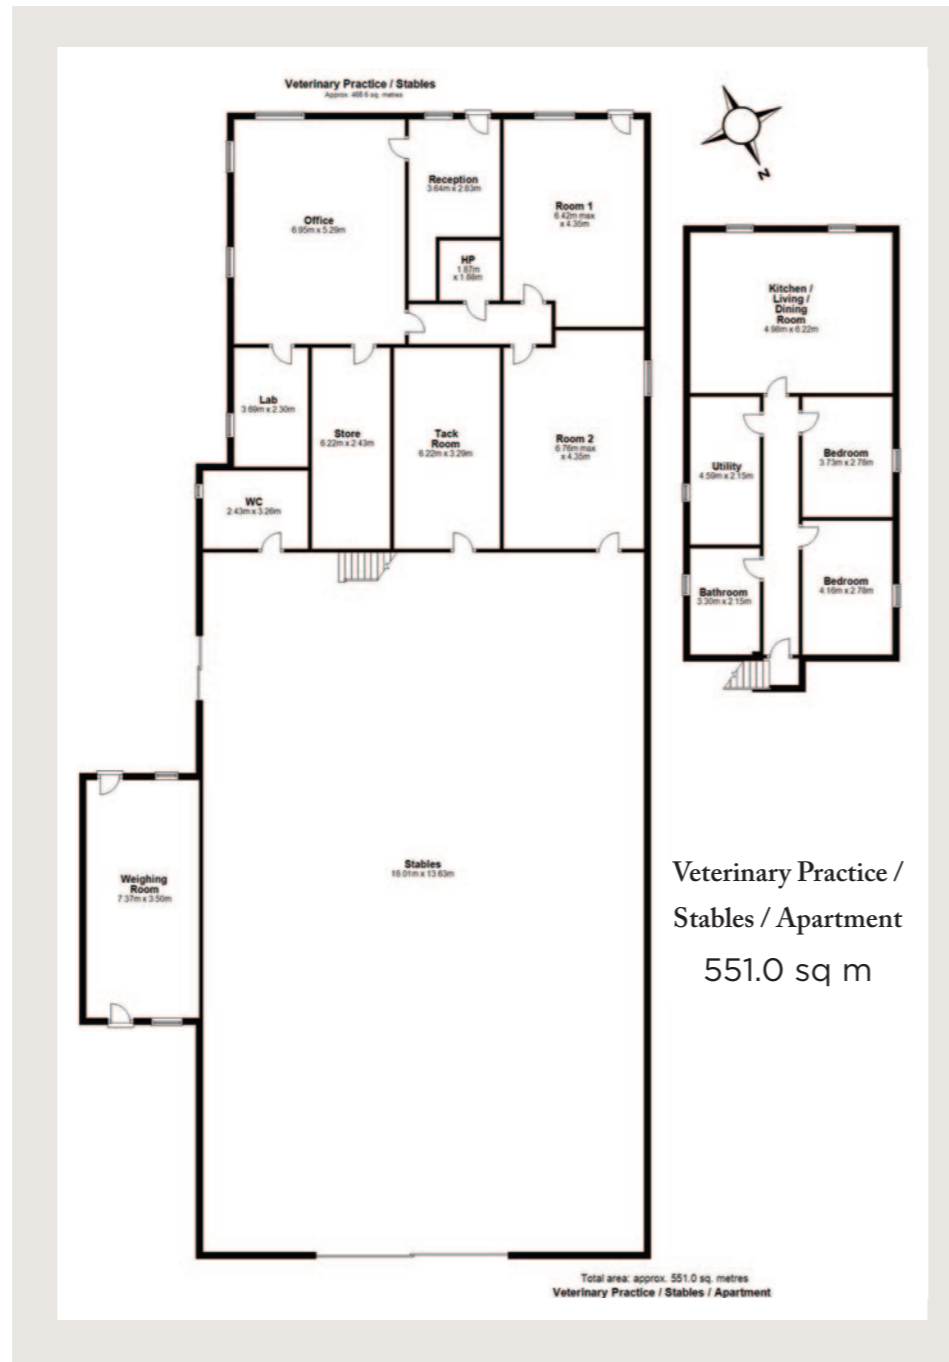 Veterinary Practice / Stables
Approx. 468.6 sq. metres
N
Reception
3.64m x 2.83m
Office
6.95m x 5.29m
Room 1
6.42m max
x 4.35m
HP
1.87m
x 1.88m
Kitchen /
Living /
Dining
Room
4.98m x 6.22m
Lab
3.69m x 2.30m
Store
6.22m x 2.43m
Tack
Room
6.22m x 3.29m
Room 2
6.76m max
x 4.35m
Utility
4.59m x 2.15m
Bedroom
3.73m x 2.78m
WC
2.43m x 3.26m
Bathroom
3.30m x 2.15m
Bedroom
4.16m x 2.78m
Stables
x 13.63m
Weighing
Room
7.37m x 3.50m
Veterinary Practice /
Stables / Apartment
551.0 sq m
Total area: approx. 551.0 sq. metres
Veterinary Practice / Stables / Apartment